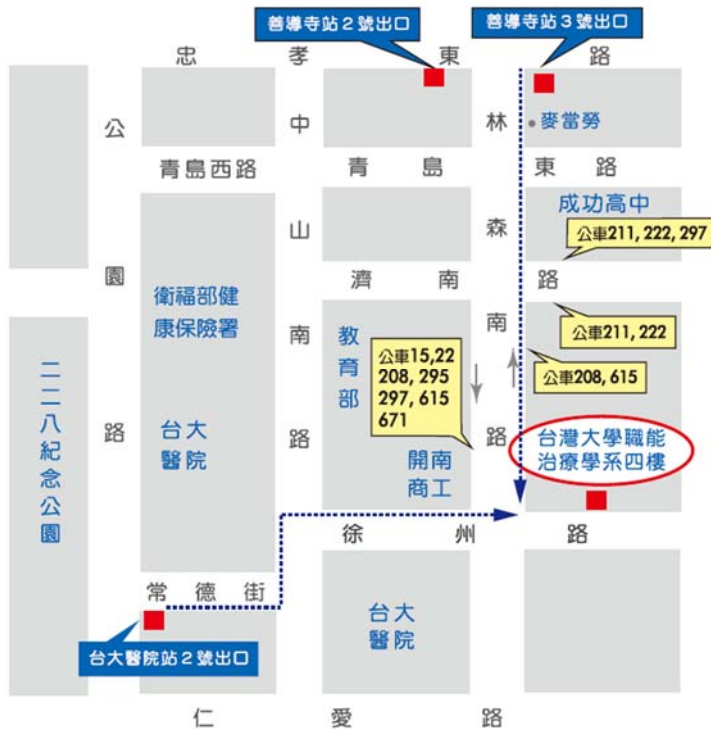 善導寺站2號出口
善導寺站3號出口
忠孝東路
公園路
中山南路
林森南路
麥當勞
青島西路
青島東路
成功高中
公車211, 222, 297
濟南路
衛福部健
康保險署
教育部
公車15,22
208, 295
297, 615
671
公車211, 222
公車208, 615
二二八紀念公園
台大
醫院
開南
商工
台灣大學職能
治療學系四樓
徐州路
常德街
台大
醫院
台大醫院站2號出口
仁愛路